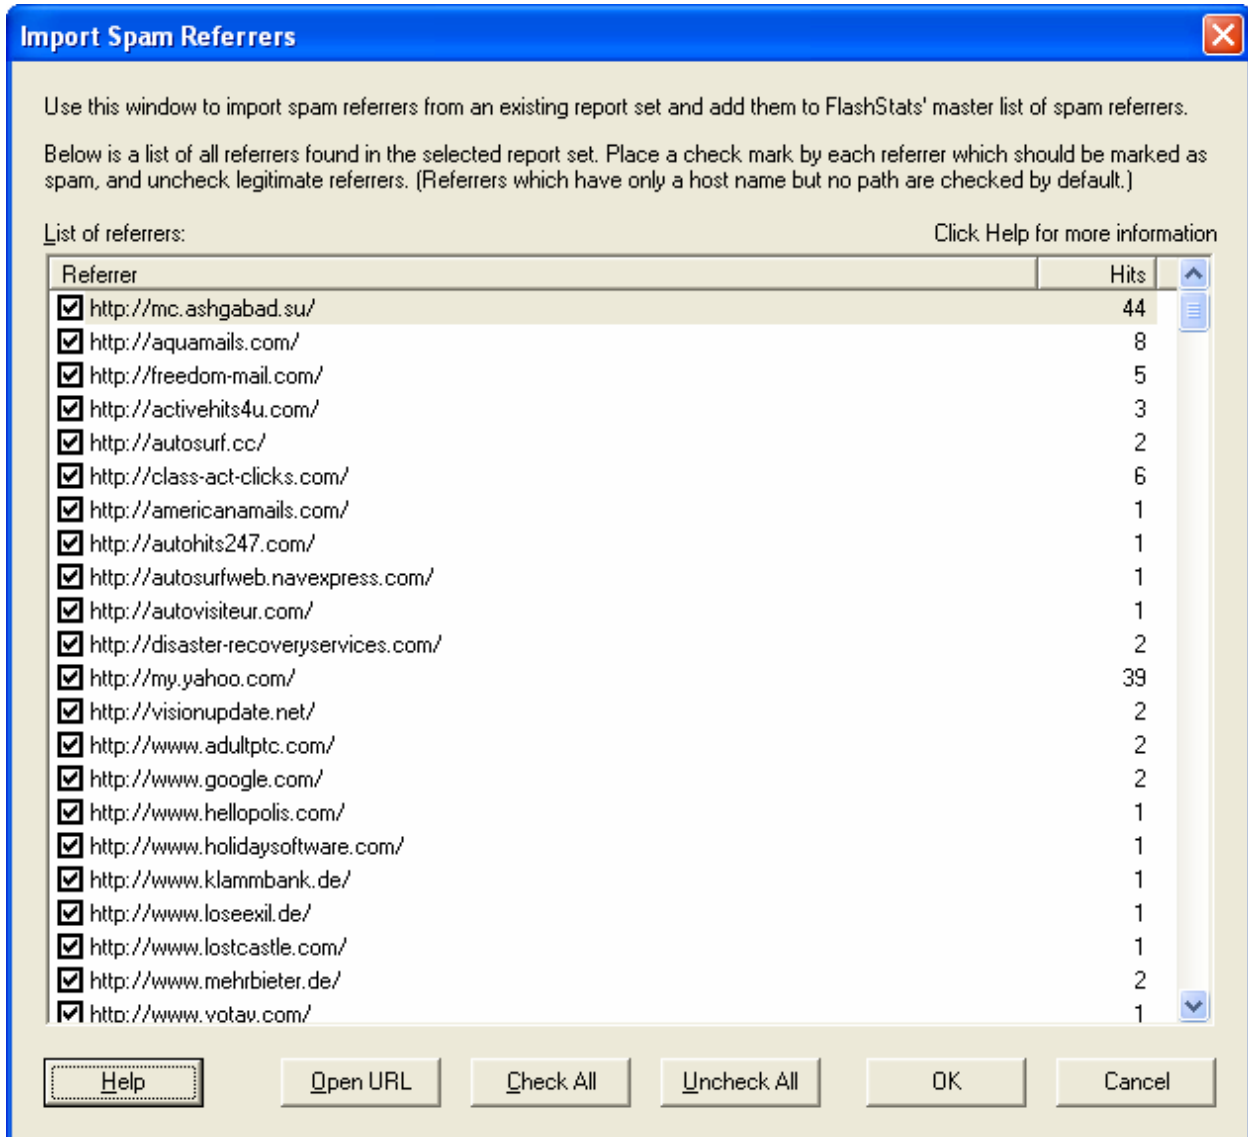 Import Spam Referrers
Use this window to import spam referrers from an existing report set and add them to FlashStats' master list of spam referrers.
Below is a list of all referrers found in the selected report set. Place a check mark by each referrer which should be marked as
spam, and uncheck legitimate referrers. (Referrers which have only a host name but no path are checked by default.)
List of referrers: Click Help for more information
Referrer Hits
http://mc.ashgabad.su/ 44
http://aquamails.com/ 8
http://freedom-mail.com/ 5
http://activehits4u.com/ 3
http://autosurf.cc/ 2
http://class-act-clicks.com/ 6
http://americanamails.com/ 1
http://autohits247.com/ 1
http://autosurfweb.navexpress.com/ 1
http://autovisiteur.com/ 1
http://disaster-recoveryservices.com/ 2
http://my.yahoo.com/ 39
http://visionupdate.net/ 2
http://www.adultptc.com/ 2
http://www.google.com/ 2
http://www.hellopolis.com/ 1
http://www.holidaysoftware.com/ 1
http://www.klammbank.de/ 1
http://www.loseexil.de/ 1
http://www.lostcastle.com/ 1
http://www.mehrbieter.de/ 2
http://www.votav.com/ 1
Help Open URL Check All Uncheck All OK Cancel